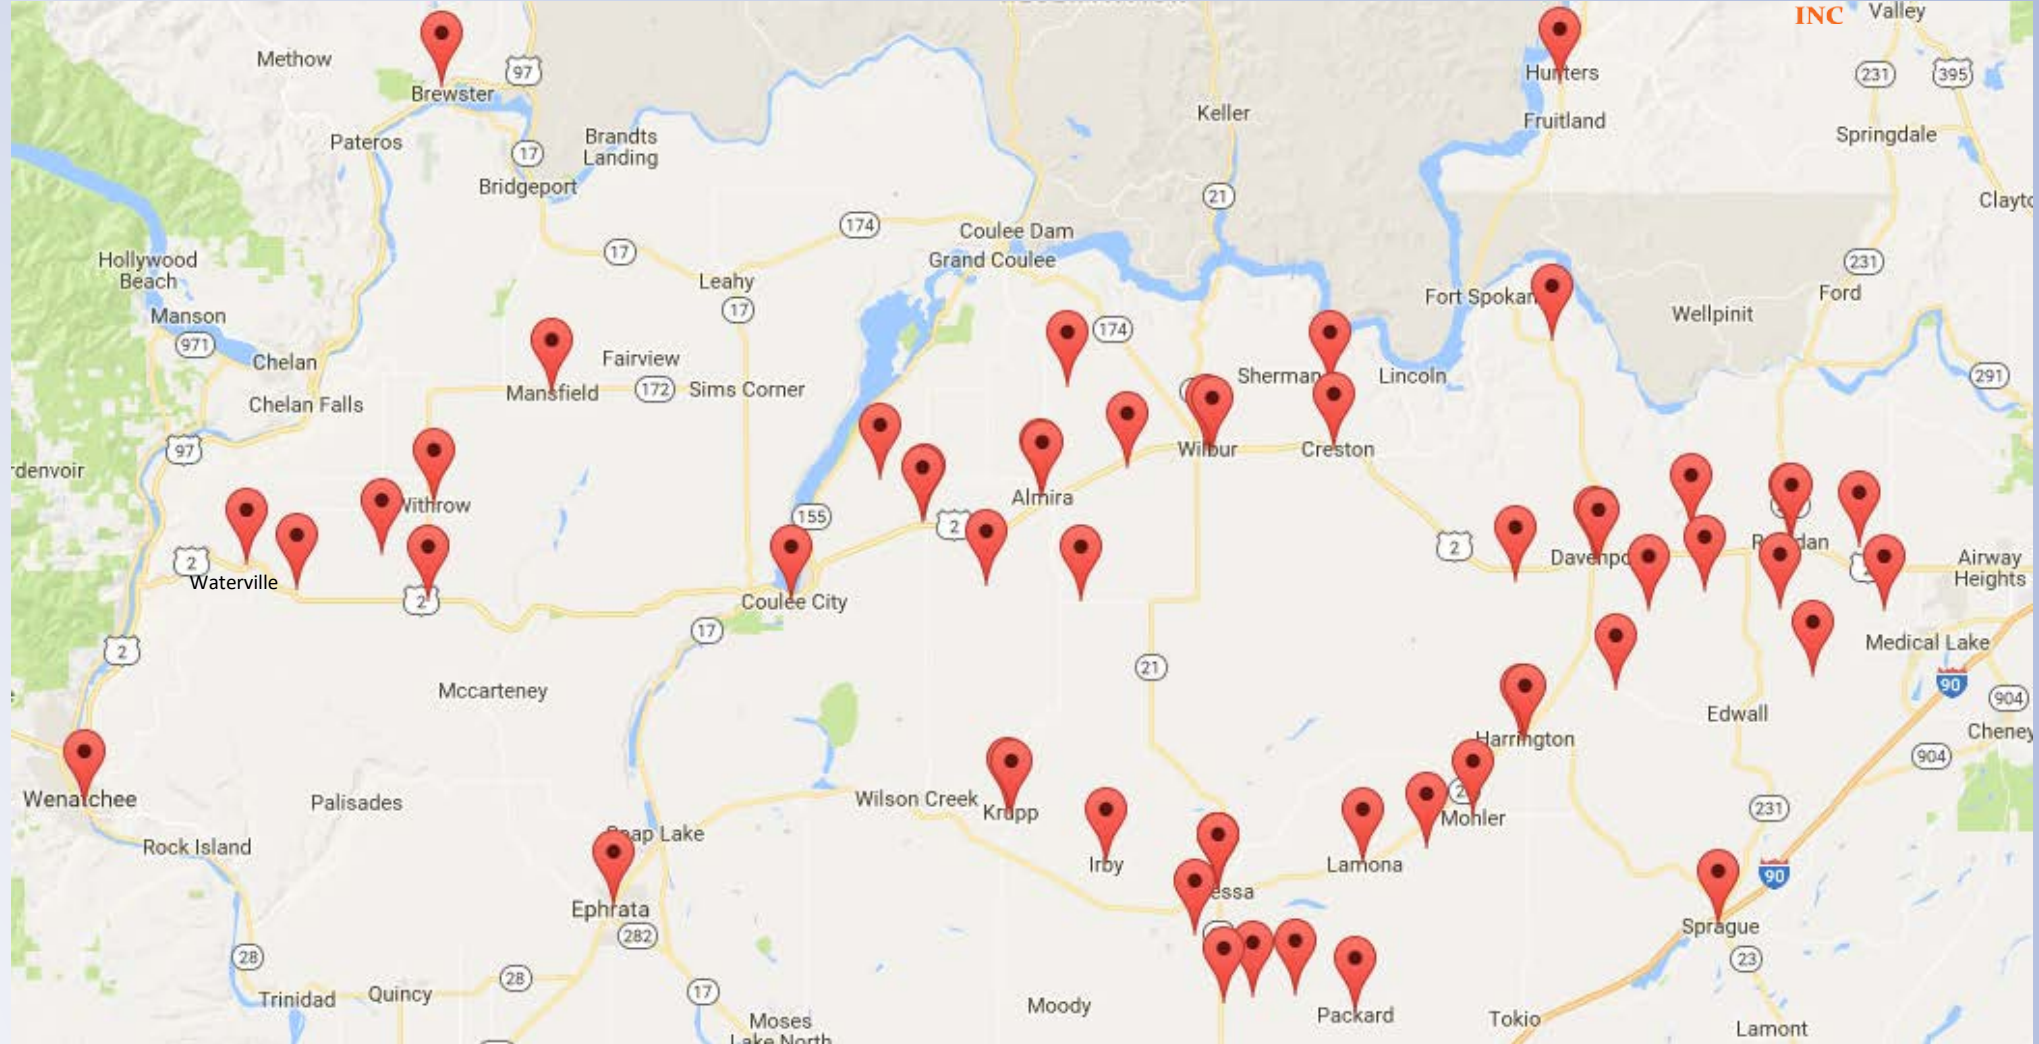 INC
Valley
Methow
97
Hunters
231
395
Brewster
Keller
Fruitland
Pateros
Brandts
Landing
Springdale
17
Bridgeport
21
174
Coulee Dam
Hollywood
Beach
17
Grand Coulee
231
Leahy
Ford
Manson
17
Fort Spokan
Wellpinit
971
174
Chelan
Fairview
Mansfield
172
Sims Corner
Sherman
Lincoln
291
Chelan Falls
97
Wilbur
Creston
Almira
155
2
2
2
Airway
Heights
Waterville
2
Coulee City
17
2
21
Medical Lake
90
Mccarteney
904
Edwall
Harrington
Cheney
904
Wenatchee
Palisades
Wilson Creek
Krupp
231
Mohler
Rock Island
Irby
Lamona
90
Ephrata
Sprague
282
28
23
28
17
Trinidad
Quincy
Moody
Packard
Tokio
Moses
Lake North
Lamont